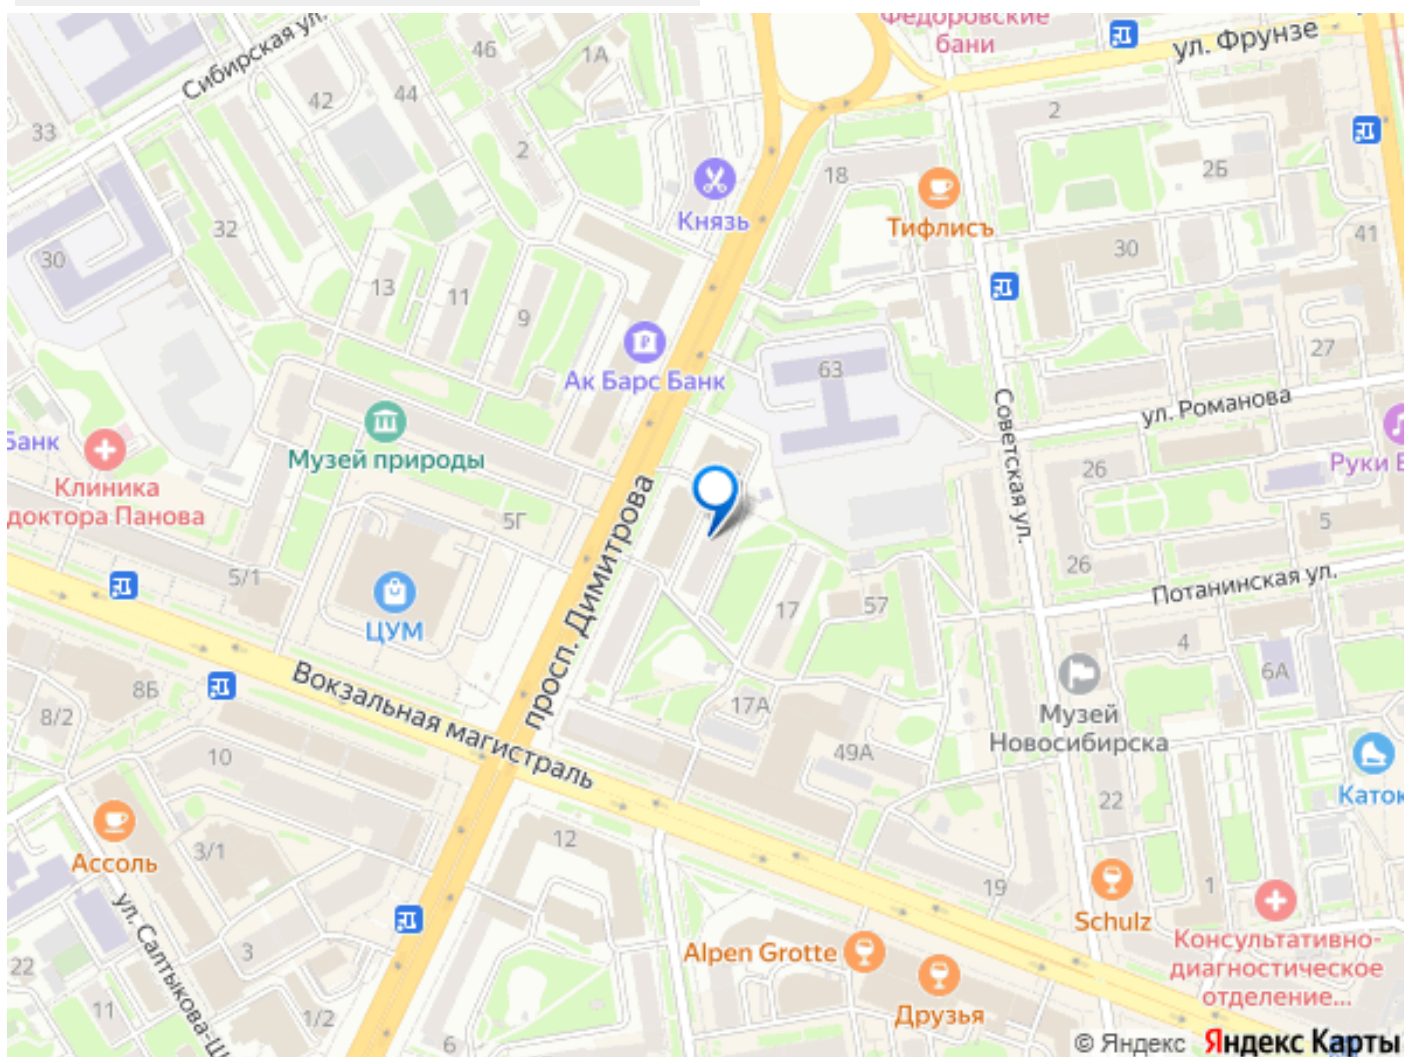 Федоровские
бани
ул. Фрунзе
Сибирская ул.
46
1А
42
44
33
2
2
18
2Б
Князь
Тифлисъ
32
30
41
30
13
11
9
27
Ак Барс Банк
63
ул. Романова
Советская ул.
Банк
Музей природы
Руки В
Клиника
доктора Панова
26
5Г
5
просп. Димитрова
26
5/1
Потанинская ул.
17
57
ЦУМ
4
6А
Вокзальная магистраль
8Б
8/2
17А
Музей
Новосибирска
10
49А
Каток
22
12
Ассоль
3/1
19
1
ул. Салтыкова-Щ
Schulz
3
Alpen Grotte
Консультативно-
диагностическое
отделение...
22
11
1/2
Друзья
6
© Яндекс Яндекс Карты